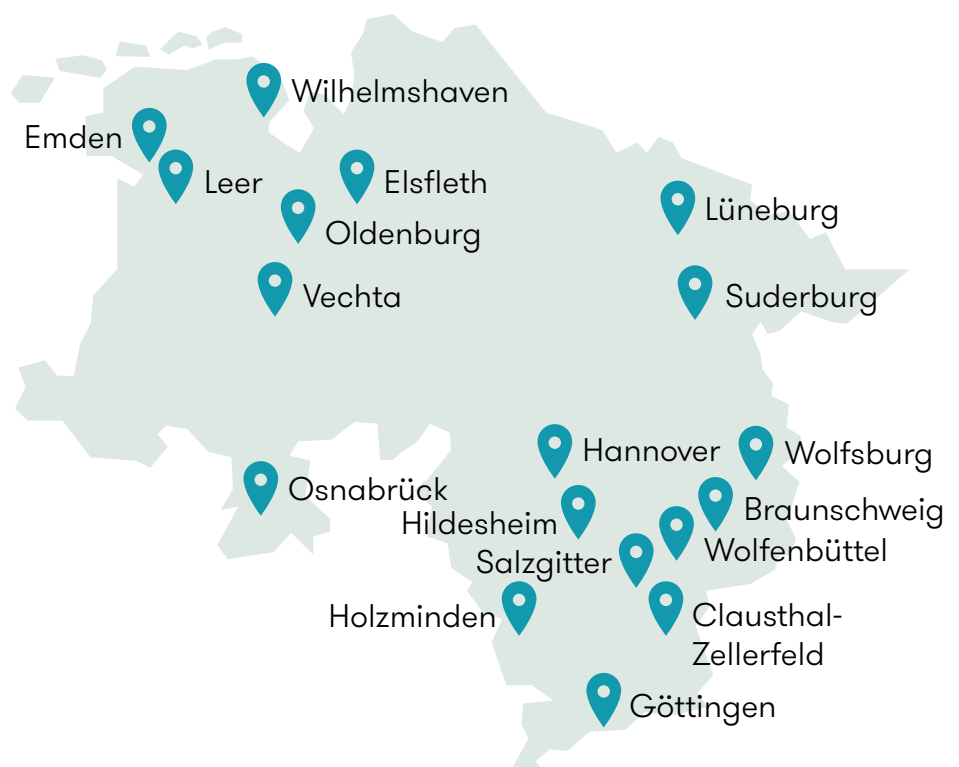 Wilhelmshaven
Emden
Leer
Elsfleth
Lüneburg
Oldenburg
Vechta
Suderburg
Hannover
Wolfsburg
Osnabrück
Braunschweig
Hildesheim
Wolfenbüttel
Salzgitter
Holzminden
Clausthal-
Zellerfeld
Göttingen